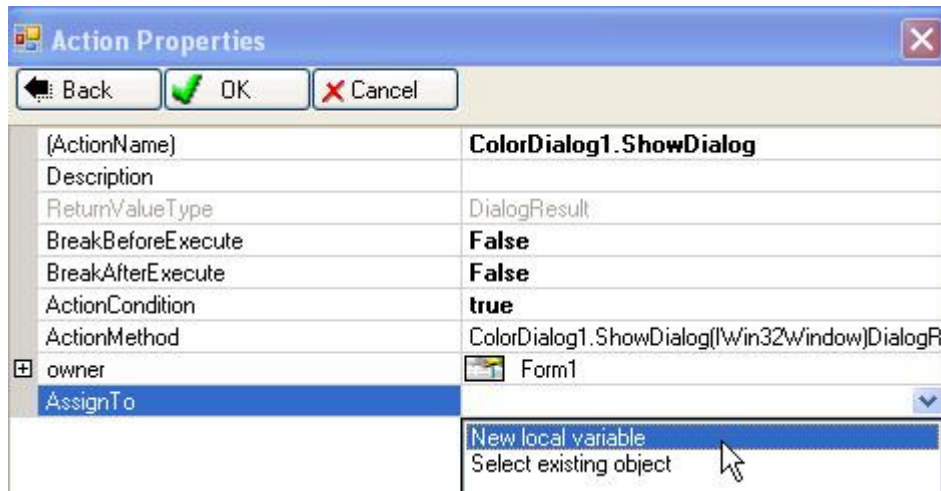 Action Properties
Back OK Cancel
(ActionName) ColorDialog1.ShowDialog
Description
ReturnValueType DialogResult
BreakBeforeExecute False
BreakAfterExecute False
ActionCondition true
ActionMethod ColorDialog1.ShowDialog(IWin32Window)DialogR
owner Form1
AssignTo
New local variable
Select existing object